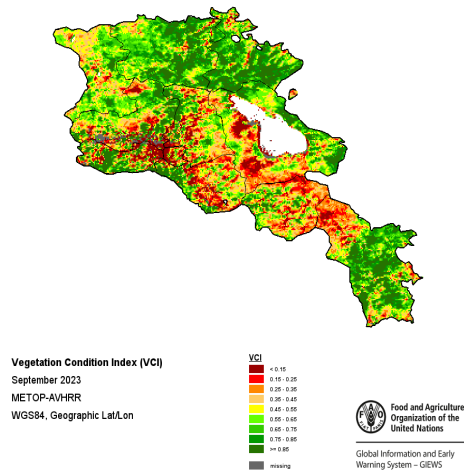 Vegetation Condition Index (VCI)
September 2023
METOP-AVHRR
WGS84, Geographic Lat/Lon
VCI
< 0.15
0.15 - 0.25
0.25 - 0.35
0.35 - 0.45
0.45 - 0.55
0.55 - 0.65
0.65 - 0.75
0.75 - 0.85
>= 0.85
missing
FAO
FIAT PANIS
Food and Agriculture
Organization of the
United Nations
Global Information and Early
Warning System – GIEWS